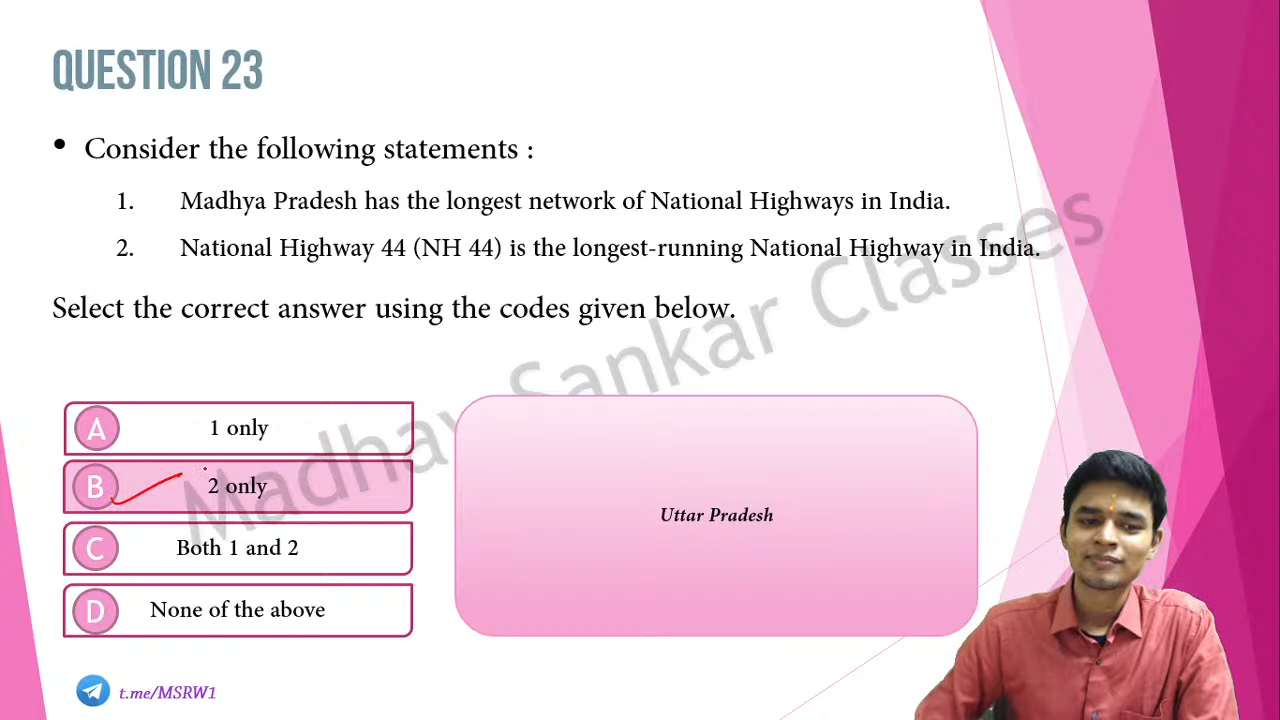 QUESTION 23
• Consider the following statements :
1. Madhya Pradesh has the longest network of National Highways in India.
2. National Highway 44 (NH 44) is the longest-running National Highway in India.
Select the correct answer using the codes given below.
Madhav Sankar Classes
A 1 only
B 2 only
C Both 1 and 2
D None of the above
Uttar Pradesh
t.me/MSRW1